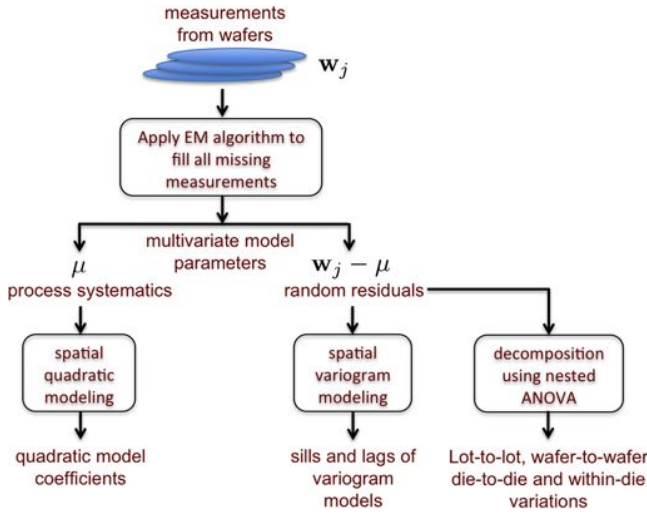 measurements
from wafers
w_j
Apply EM algorithm to
fill all missing
measurements
multivariate model
parameters
μ
process systematics
w_j − μ
random residuals
spatial
quadratic
modeling
spatial
variogram
modeling
decomposition
using nested
ANOVA
quadratic model
coefficients
sills and lags of
variogram
models
Lot-to-lot, wafer-to-wafer
die-to-die and within-die
variations